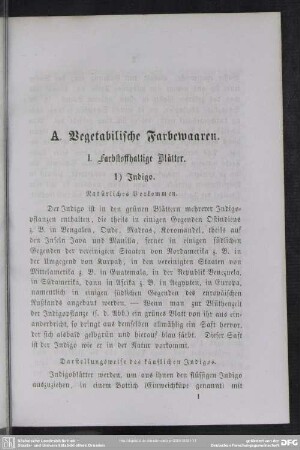 A. Vegetabilische Farbewaaren.
I. Farbstoffhaltige Blätter.
1) Indigo.
Natürliches Vorkommen.
Der Indigo ist in den grünen Blättern mehrerer Indigo-
pflanzen enthalten, die theils in einigen Gegenden Ostindiens
z. B. in Bengalen, Oude, Madras, Koromandel, theils auf
den Inseln Java und Manilla, ferner in einigen südlichen
Gegenden der vereinigten Staaten von Nordamerika z. B. in
der Umgegend von in den vereinigten Staaten von
Mittelamerika z. B. in Guatemala, in der Republik Venezuela,
in Südamerika, dann in Afrika z. B. in Aegypten, in Europa,
namentlich in einigen südlichen Gegenden des europäischen
Rußlands angebaut werden. — Wenn man zur Blüthezeit
der Indigopflanze (s. d. Abb.) ein grünes Blatt von ihr aus ein-
anderbricht, so dringt aus demselben allmählig ein Saft hervor,
der sich alsbald gelbgrün und hierauf blau färbt. Dieser Saft
ist der Indigo wie er in der Natur vorkommt.
Darstellungsweise des käuflichen Indigos.
Indigoblätter werden, um aus ihnen den flüssigen Indigo
auszuziehen, in einem Bottich Gährweichküpe genannt mit
1